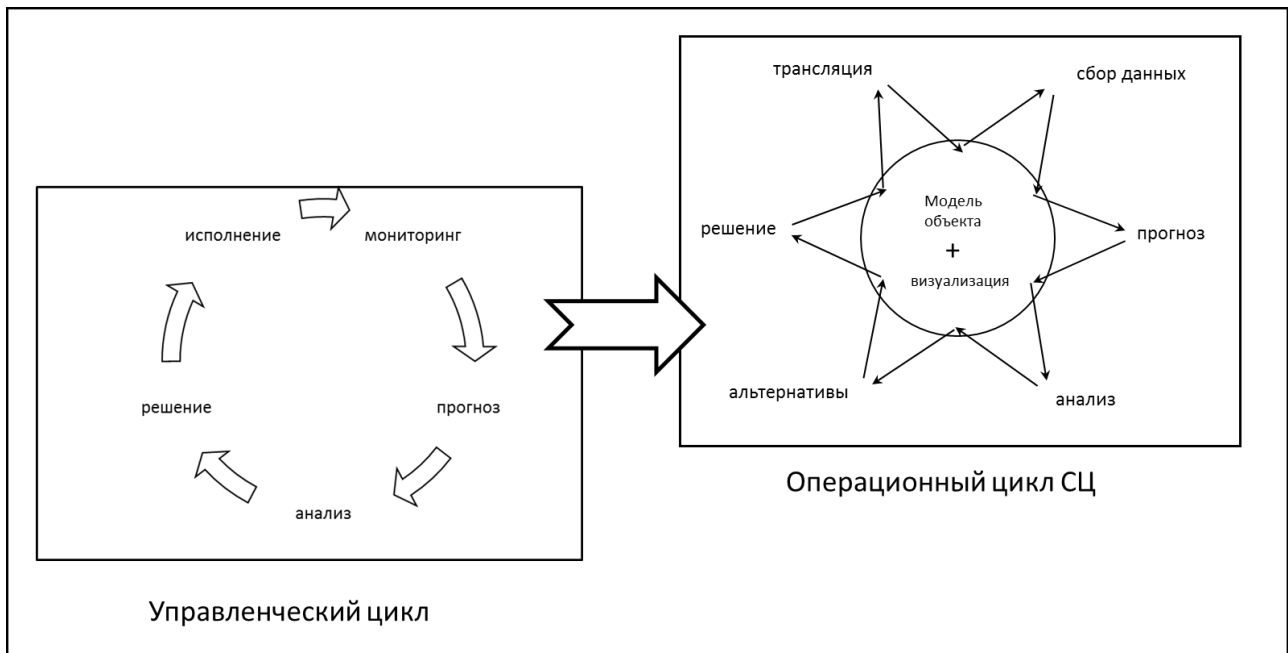 исполнение
мониторинг
решение
прогноз
анализ
Управленческий цикл
трансляция
сбор данных
решение
Модель
объекта
+
визуализация
прогноз
альтернативы
анализ
Операционный цикл СЦ